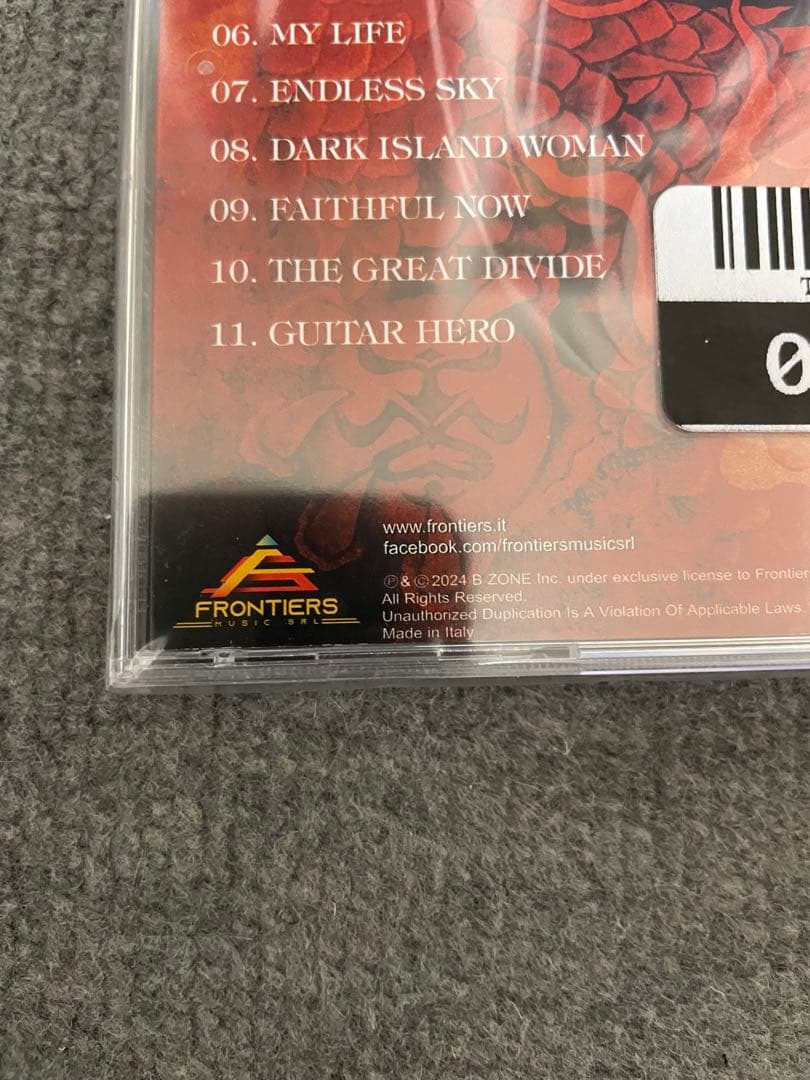 06. MY LIFE
07. ENDLESS SKY
08. DARK ISLAND WOMAN
09. FAITHFUL NOW
10. THE GREAT DIVIDE
11. GUITAR HERO
T
0
www.frontiers.it
facebook.com/frontiersmusicsrl
℗ & © 2024 B ZONE Inc. under exclusive license to Frontier
All Rights Reserved.
Unauthorized Duplication Is A Violation Of Applicable Laws.
Made in Italy
FRONTIERS
MUSIC SRL